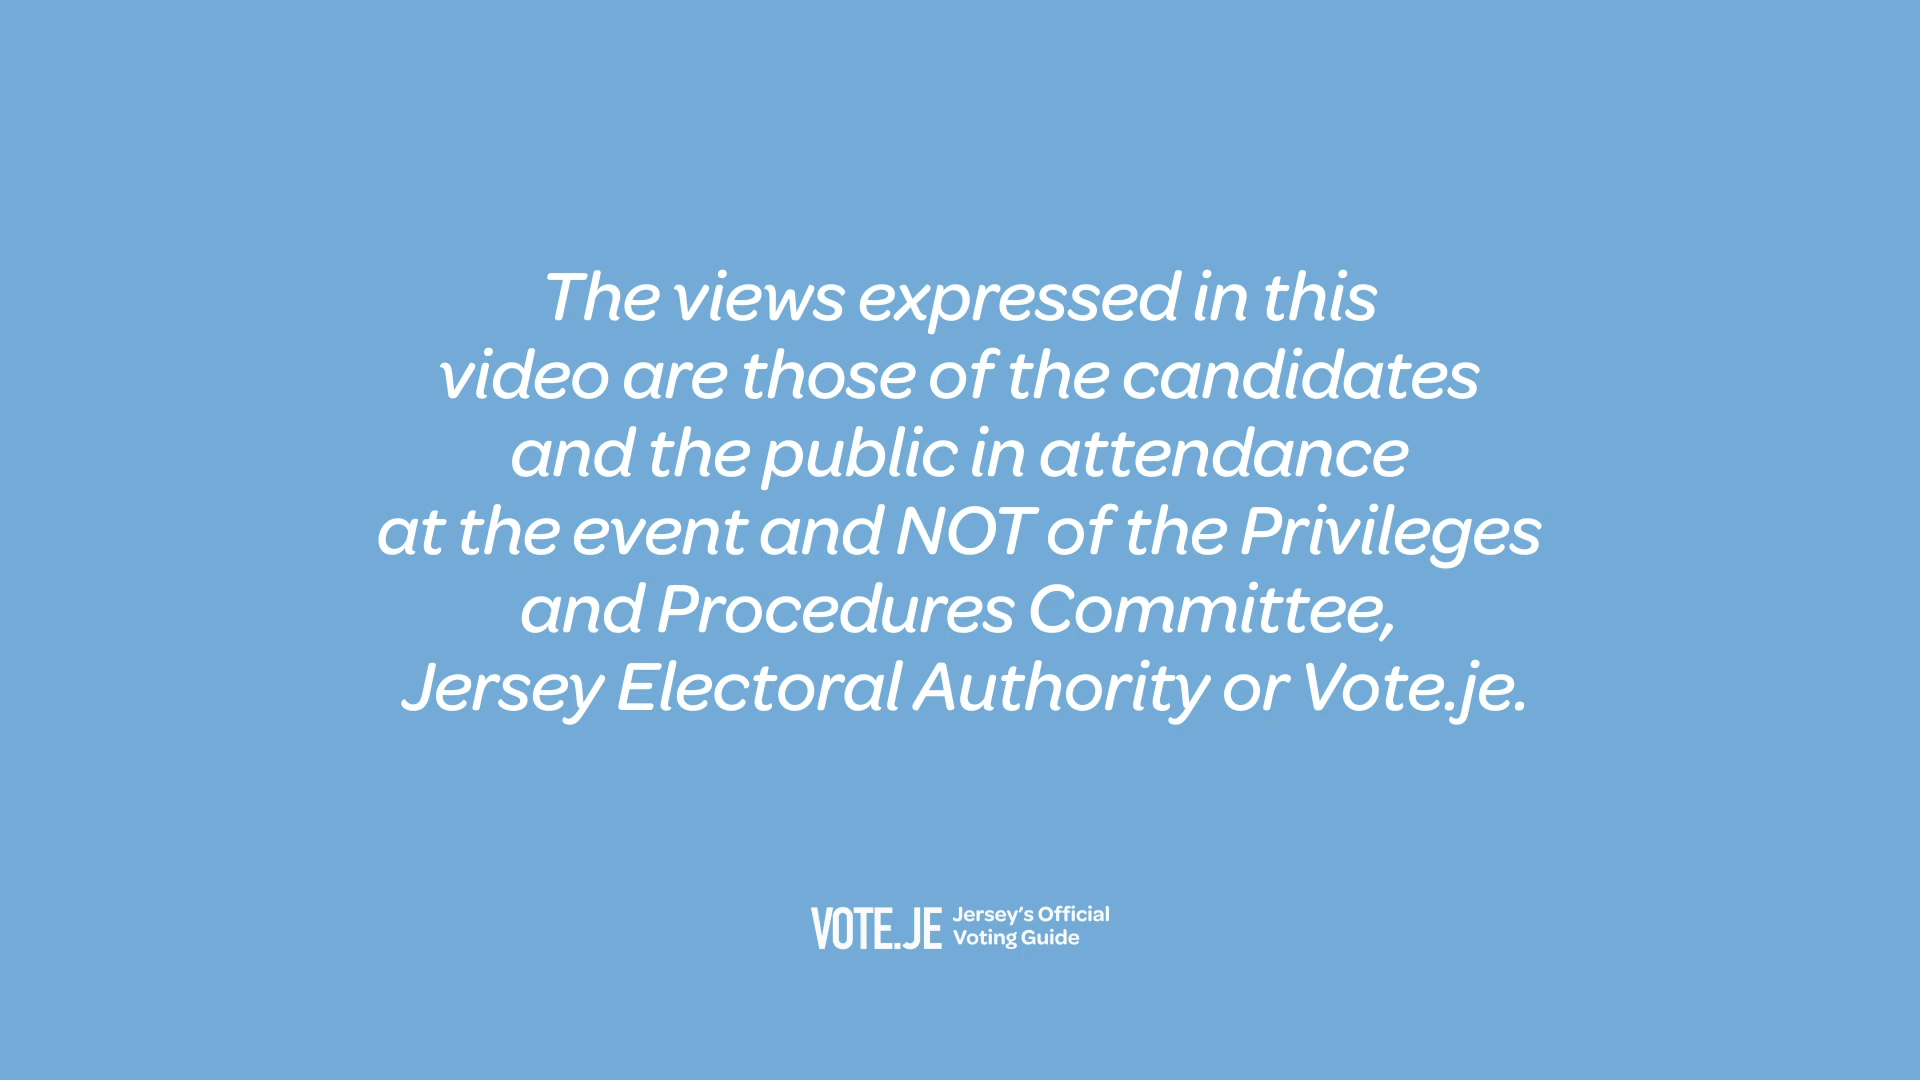 The views expressed in this
video are those of the candidates
and the public in attendance
at the event and NOT of the Privileges
and Procedures Committee,
Jersey Electoral Authority or Vote.je.
VOTE.JE
Jersey's Official
Voting Guide